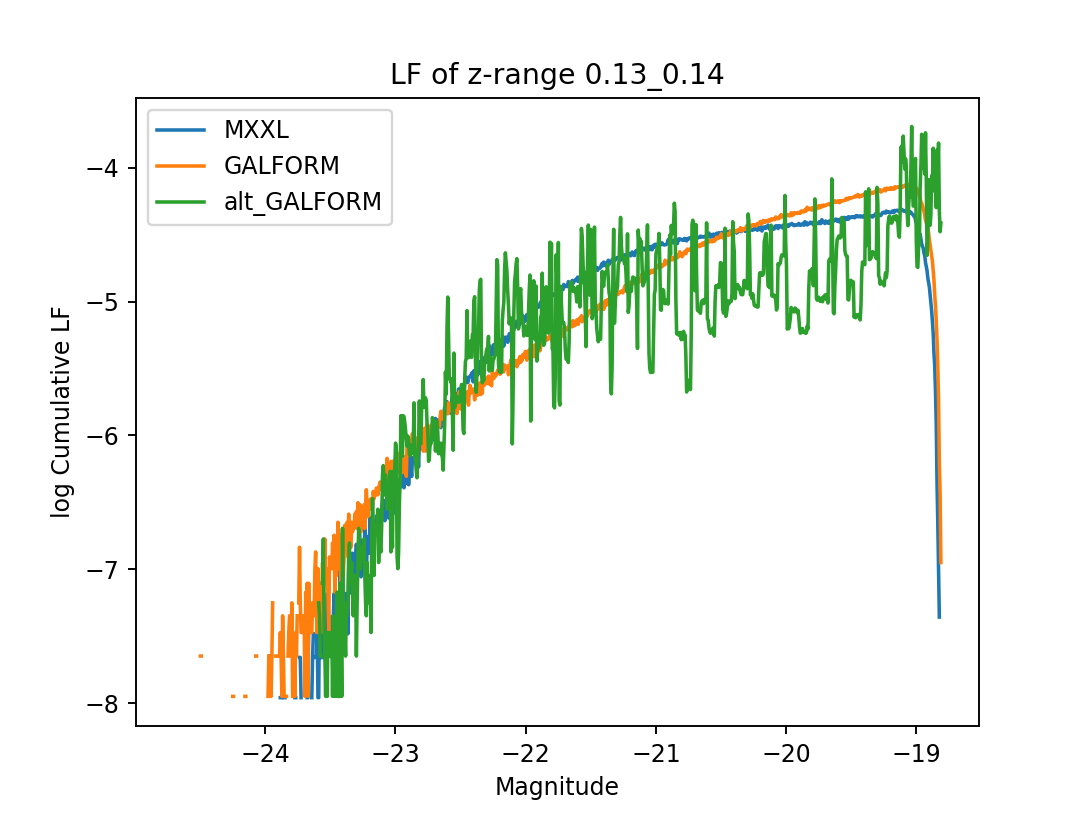 LF of z-range 0.13_0.14
MXXL
GALFORM
alt_GALFORM
log Cumulative LF
−4
−5
−6
−7
−8
−24
−23
−22
−21
−20
−19
Magnitude